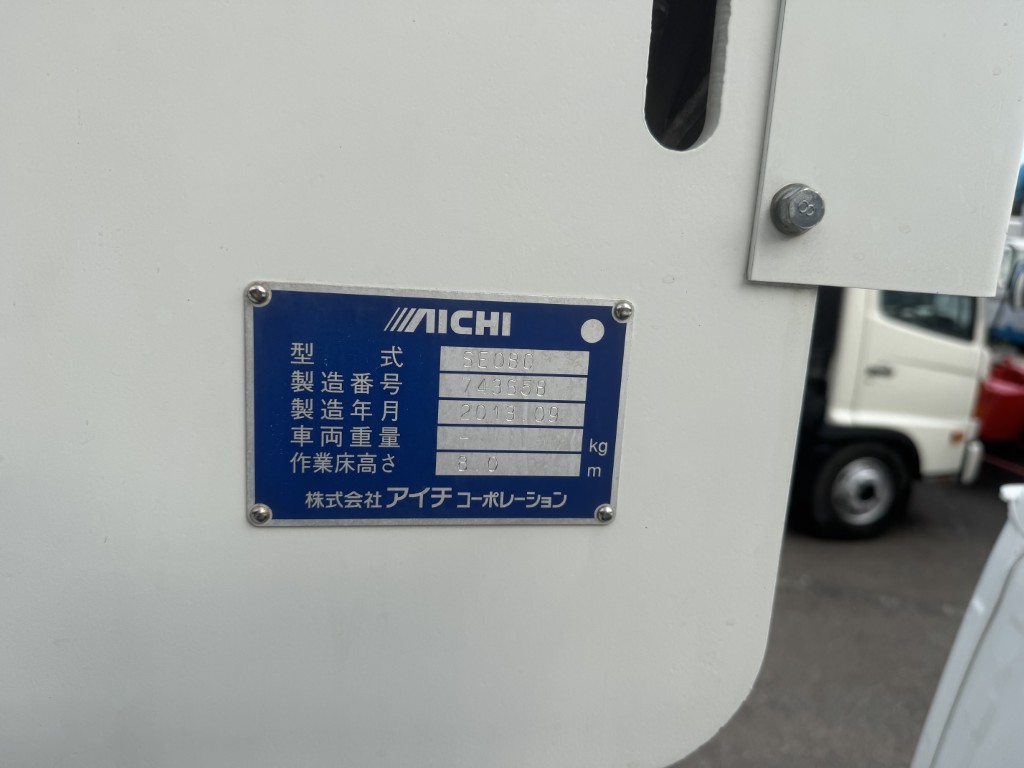 AICHI
型式 SE08C
製造番号 743558
製造年月 2013 09
車両重量 - kg
作業床高さ 8.0 m
株式会社 アイチ コーポレーション
8